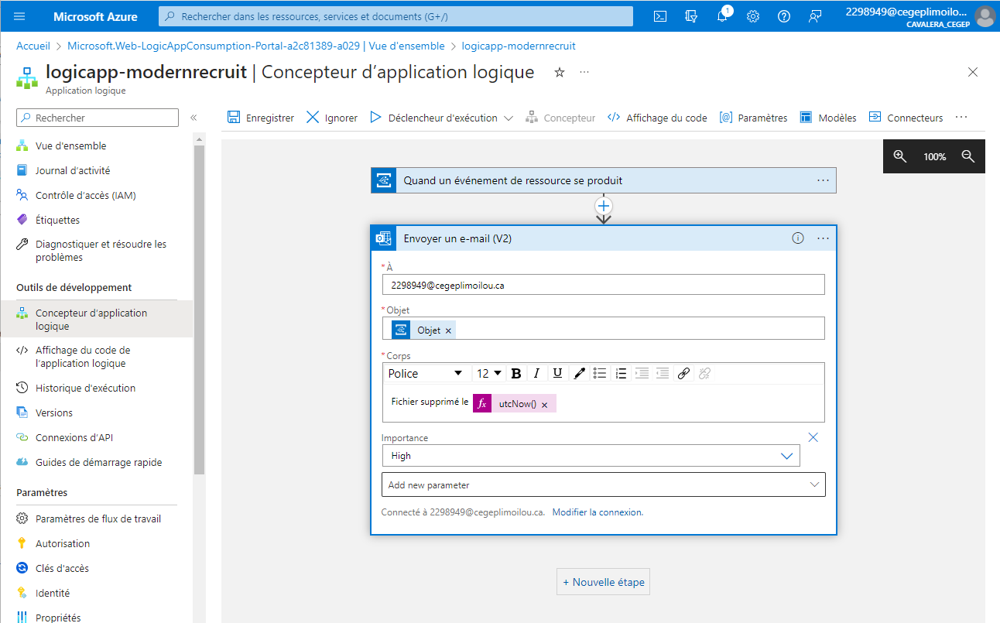 Microsoft Azure
Rechercher dans les ressources, services et documents (G+/)
1
2298949@cegeplimoilo...
CAVALERA_CEGEP
Accueil > Microsoft.Web-LogicAppConsumption-Portal-a2c81389-a029 | Vue d'ensemble > logicapp-modernrecruit
logicapp-modernrecruit | Concepteur d'application logique
Application logique
Rechercher
Enregistrer
Ignorer
Déclencheur d'exécution
Concepteur
Affichage du code
Paramètres
Modèles
Connecteurs
Vue d'ensemble
Journal d'activité
Contrôle d'accès (IAM)
Étiquettes
Diagnostiquer et résoudre les
problèmes
Outils de développement
Concepteur d'application
logique
Affichage du code de
l'application logique
Historique d'exécution
Versions
Connexions d'API
Guides de démarrage rapide
Paramètres
Paramètres de flux de travail
Autorisation
Clés d'accès
Identité
Propriétés
100%
Quand un événement de ressource se produit
Envoyer un e-mail (V2)
* À
2298949@cegeplimoilou.ca
* Objet
Objet ×
* Corps
Police
12
B I U
Fichier supprimé le fx utcNow() ×
Importance
High
Add new parameter
Connecté à 2298949@cegeplimoilou.ca. Modifier la connexion.
+ Nouvelle étape